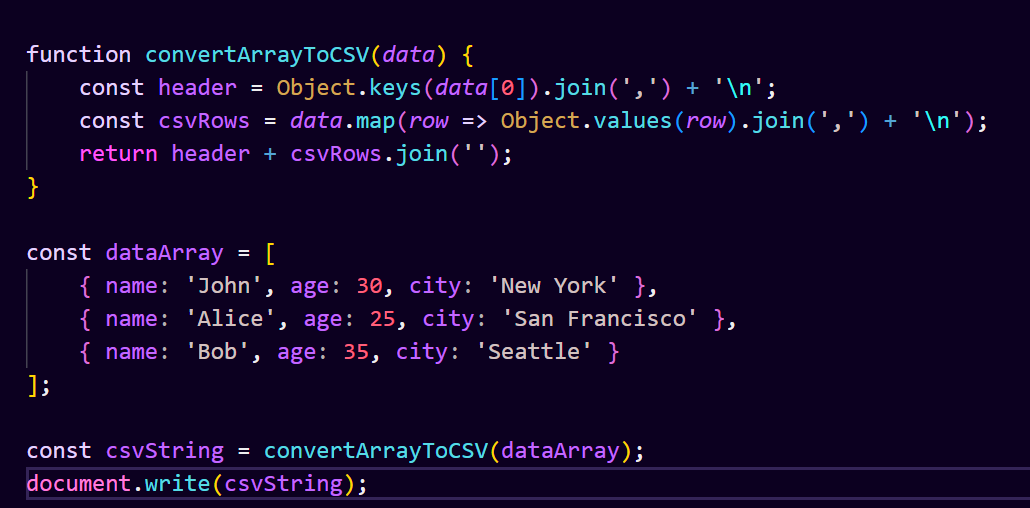 function convertArrayToCSV(data) {
    const header = Object.keys(data[0]).join(',') + '\n';
    const csvRows = data.map(row => Object.values(row).join(',') + '\n');
    return header + csvRows.join('');
}

const dataArray = [
    { name: 'John', age: 30, city: 'New York' },
    { name: 'Alice', age: 25, city: 'San Francisco' },
    { name: 'Bob', age: 35, city: 'Seattle' }
];

const csvString = convertArrayToCSV(dataArray);
document.write(csvString);